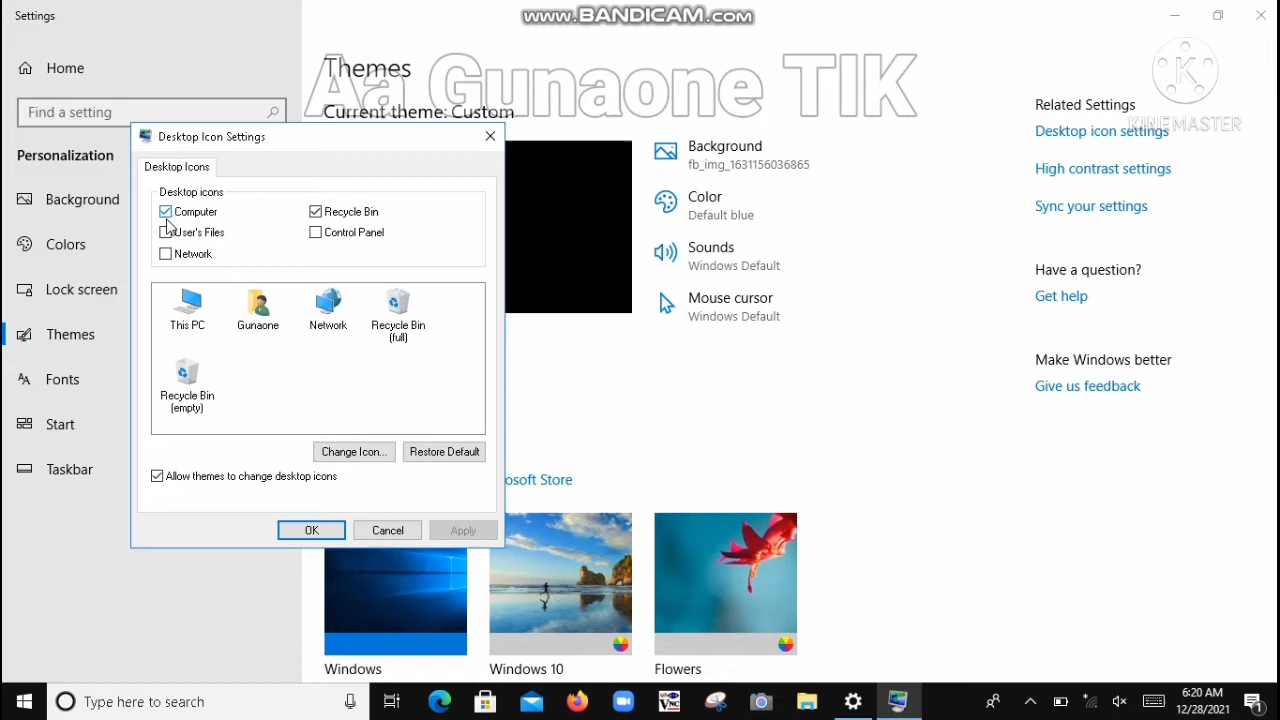 Settings
www.BANDICAM.com
Home
Find a setting
Personalization
Background
Colors
Lock screen
Themes
Fonts
Start
Taskbar
Themes
Aa Gunaone TIK
Current theme: Custom
Background
fb_img_1631156036865
Color
Default blue
Sounds
Windows Default
Mouse cursor
Windows Default
osoft Store
Windows
Windows 10
Flowers
Related Settings
KINEMASTER
Desktop icon settings
High contrast settings
Sync your settings
Have a question?
Get help
Make Windows better
Give us feedback
Desktop Icon Settings
Desktop Icons
Desktop icons
Computer
Recycle Bin
User's Files
Control Panel
Network
This PC
Gunaone
Network
Recycle Bin
(full)
Recycle Bin
(empty)
Change Icon...
Restore Default
Allow themes to change desktop icons
OK
Cancel
Apply
Type here to search
6:20 AM
12/28/2021